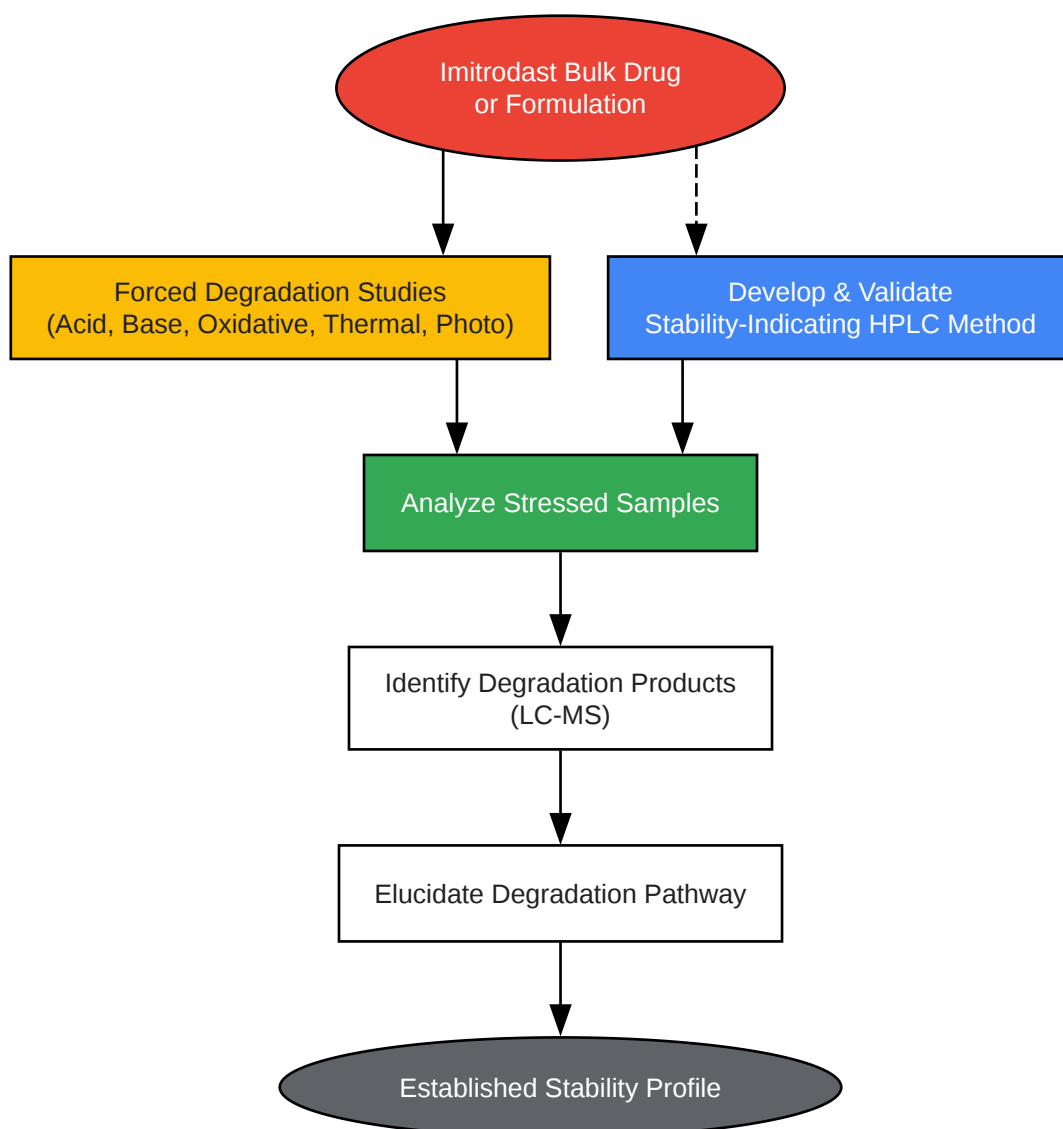 Imitrodast Bulk Drug
or Formulation
Forced Degradation Studies
(Acid, Base, Oxidative, Thermal, Photo)
Develop & Validate
Stability-Indicating HPLC Method
Analyze Stressed Samples
Identify Degradation Products
(LC-MS)
Elucidate Degradation Pathway
Established Stability Profile